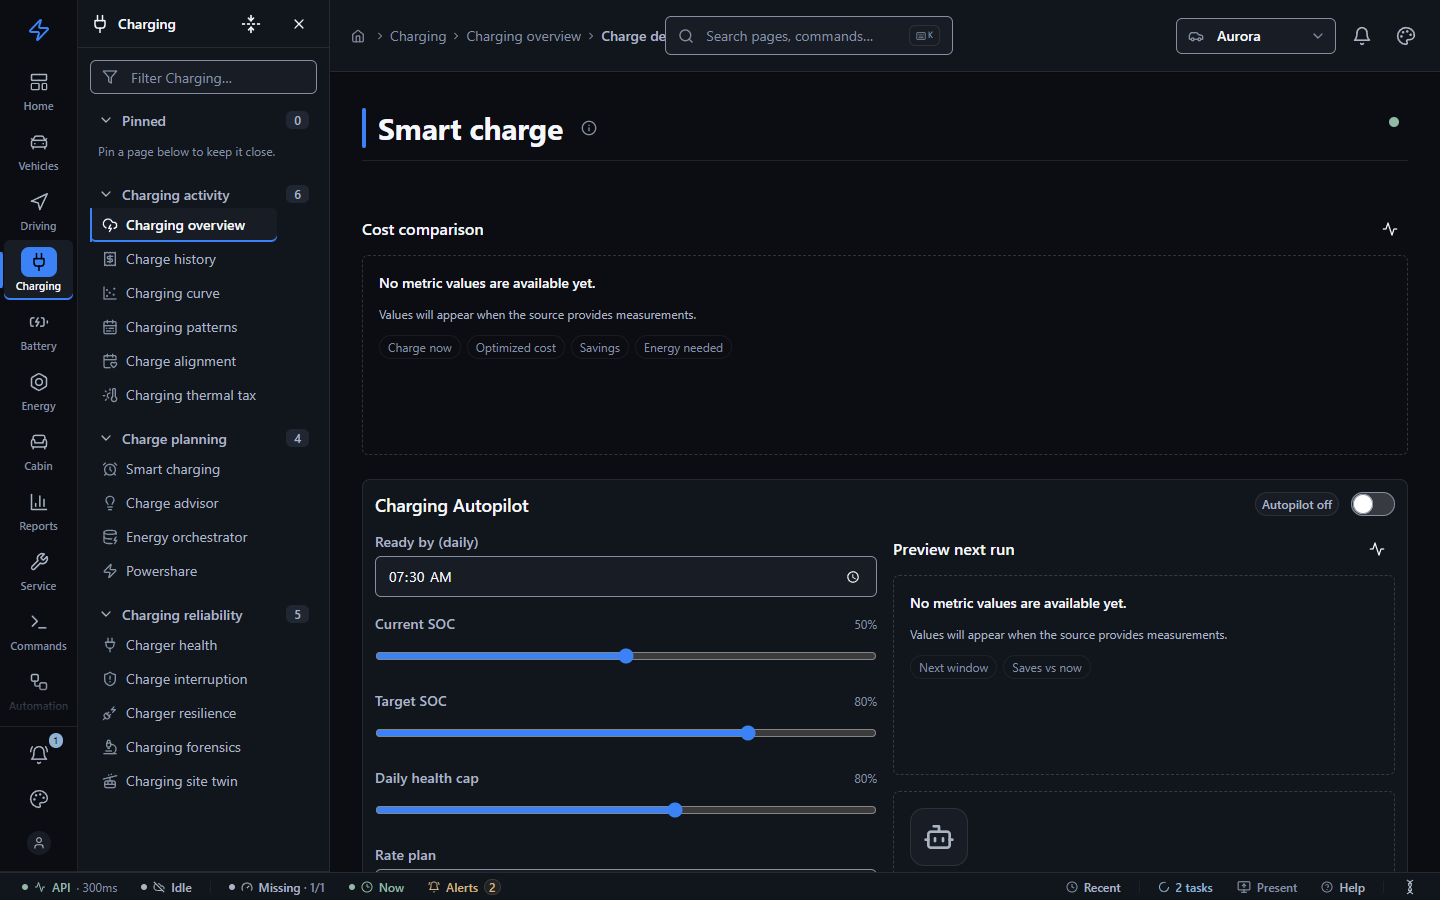 Home
Vehicles
Driving
Charging
Battery
Energy
Cabin
Reports
Service
Commands
Automation
1
Charging
Filter Charging...
Pinned 0
Pin a page below to keep it close.
Charging activity 6
Charging overview
Charge history
Charging curve
Charging patterns
Charge alignment
Charging thermal tax
Charge planning 4
Smart charging
Charge advisor
Energy orchestrator
Powershare
Charging reliability 5
Charger health
Charge interruption
Charger resilience
Charging forensics
Charging site twin
Charging Charging overview Charge de
Search pages, commands... K
Aurora
Smart charge
Cost comparison
No metric values are available yet.
Values will appear when the source provides measurements.
Charge now Optimized cost Savings Energy needed
Charging Autopilot
Autopilot off
Ready by (daily)
07:30 AM
Current SOC 50%
Target SOC 80%
Daily health cap 80%
Rate plan
Preview next run
No metric values are available yet.
Values will appear when the source provides measurements.
Next window Saves vs now
API · 300ms Idle Missing · 1/1 Now Alerts 2 Recent 2 tasks Present Help